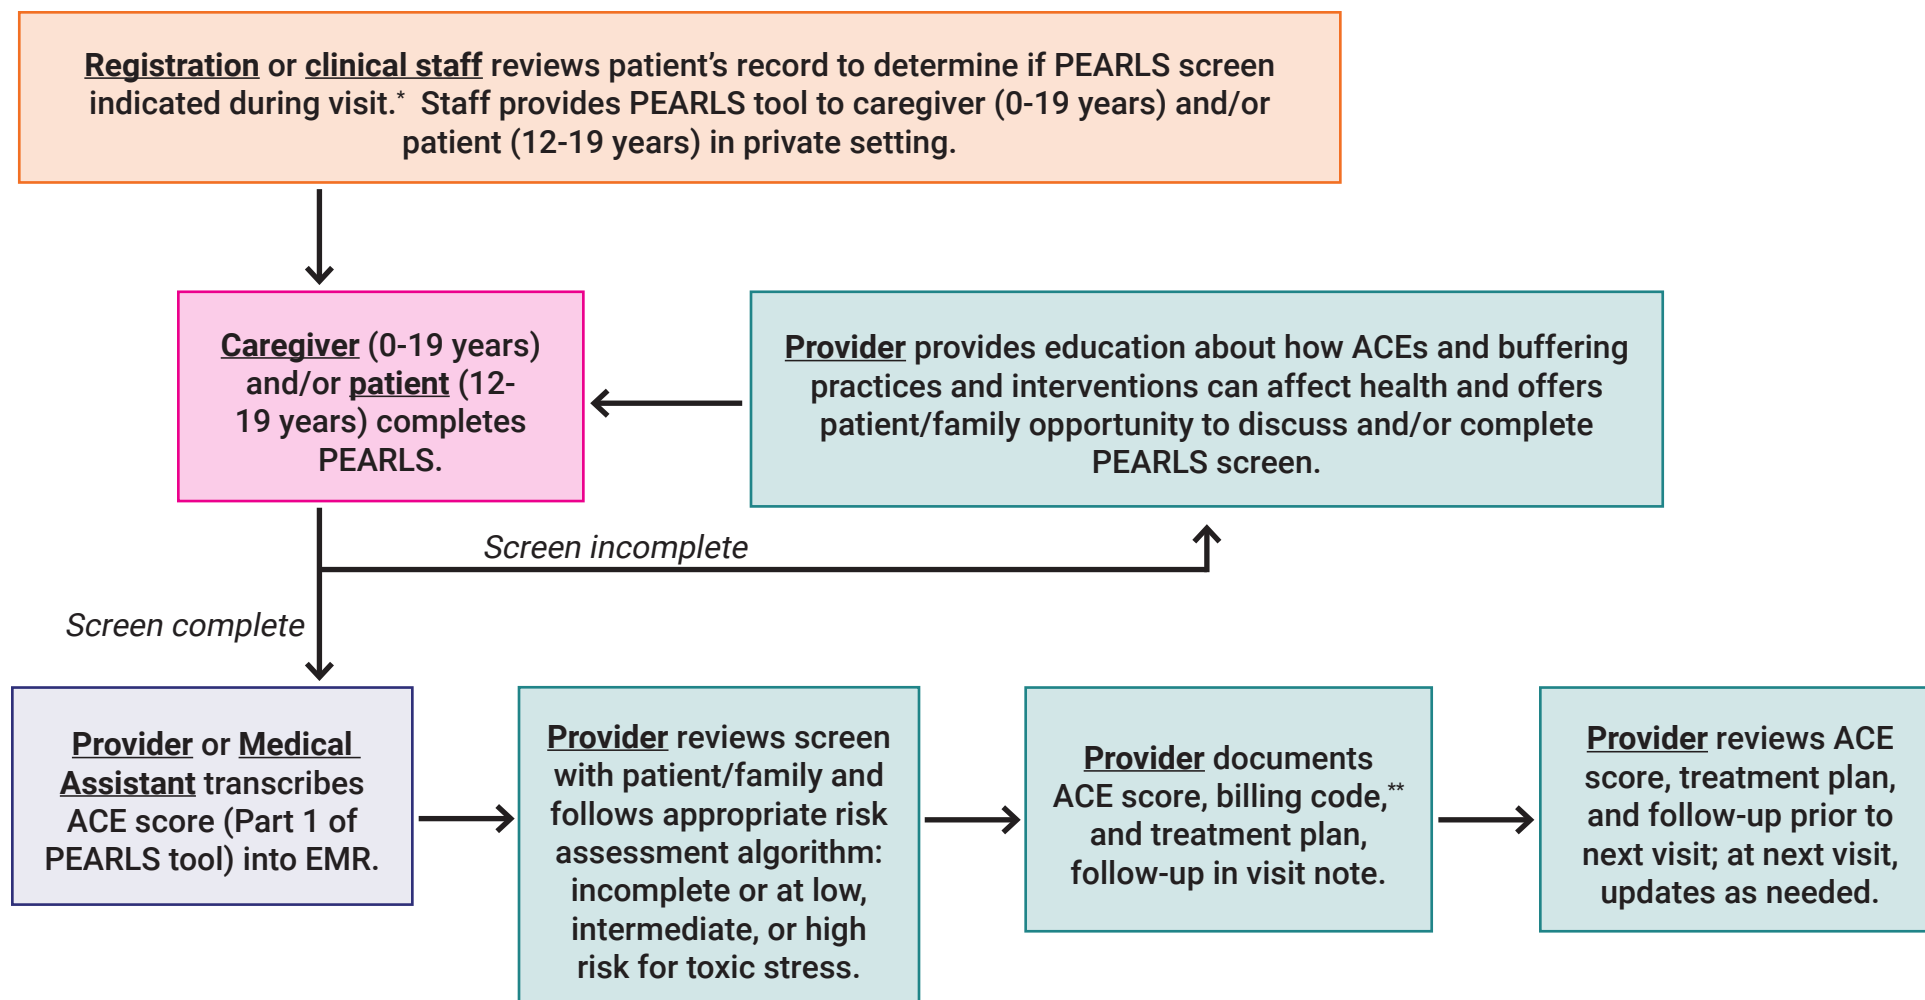 Registration or clinical staff reviews patient’s record to determine if PEARLS screen
indicated during visit.* Staff provides PEARLS tool to caregiver (0-19 years) and/or
patient (12-19 years) in private setting.
Caregiver (0-19 years)
and/or patient (12-
19 years) completes
PEARLS.
Provider provides education about how ACEs and buffering
practices and interventions can affect health and offers
patient/family opportunity to discuss and/or complete
PEARLS screen.
Screen incomplete
Screen complete
Provider or Medical
Assistant transcribes
ACE score (Part 1 of
PEARLS tool) into EMR.
Provider reviews screen
with patient/family and
follows appropriate risk
assessment algorithm:
incomplete or at low,
intermediate, or high
risk for toxic stress.
Provider documents
ACE score, billing code,**
and treatment plan,
follow-up in visit note.
Provider reviews ACE
score, treatment plan,
and follow-up prior to
next visit; at next visit,
updates as needed.